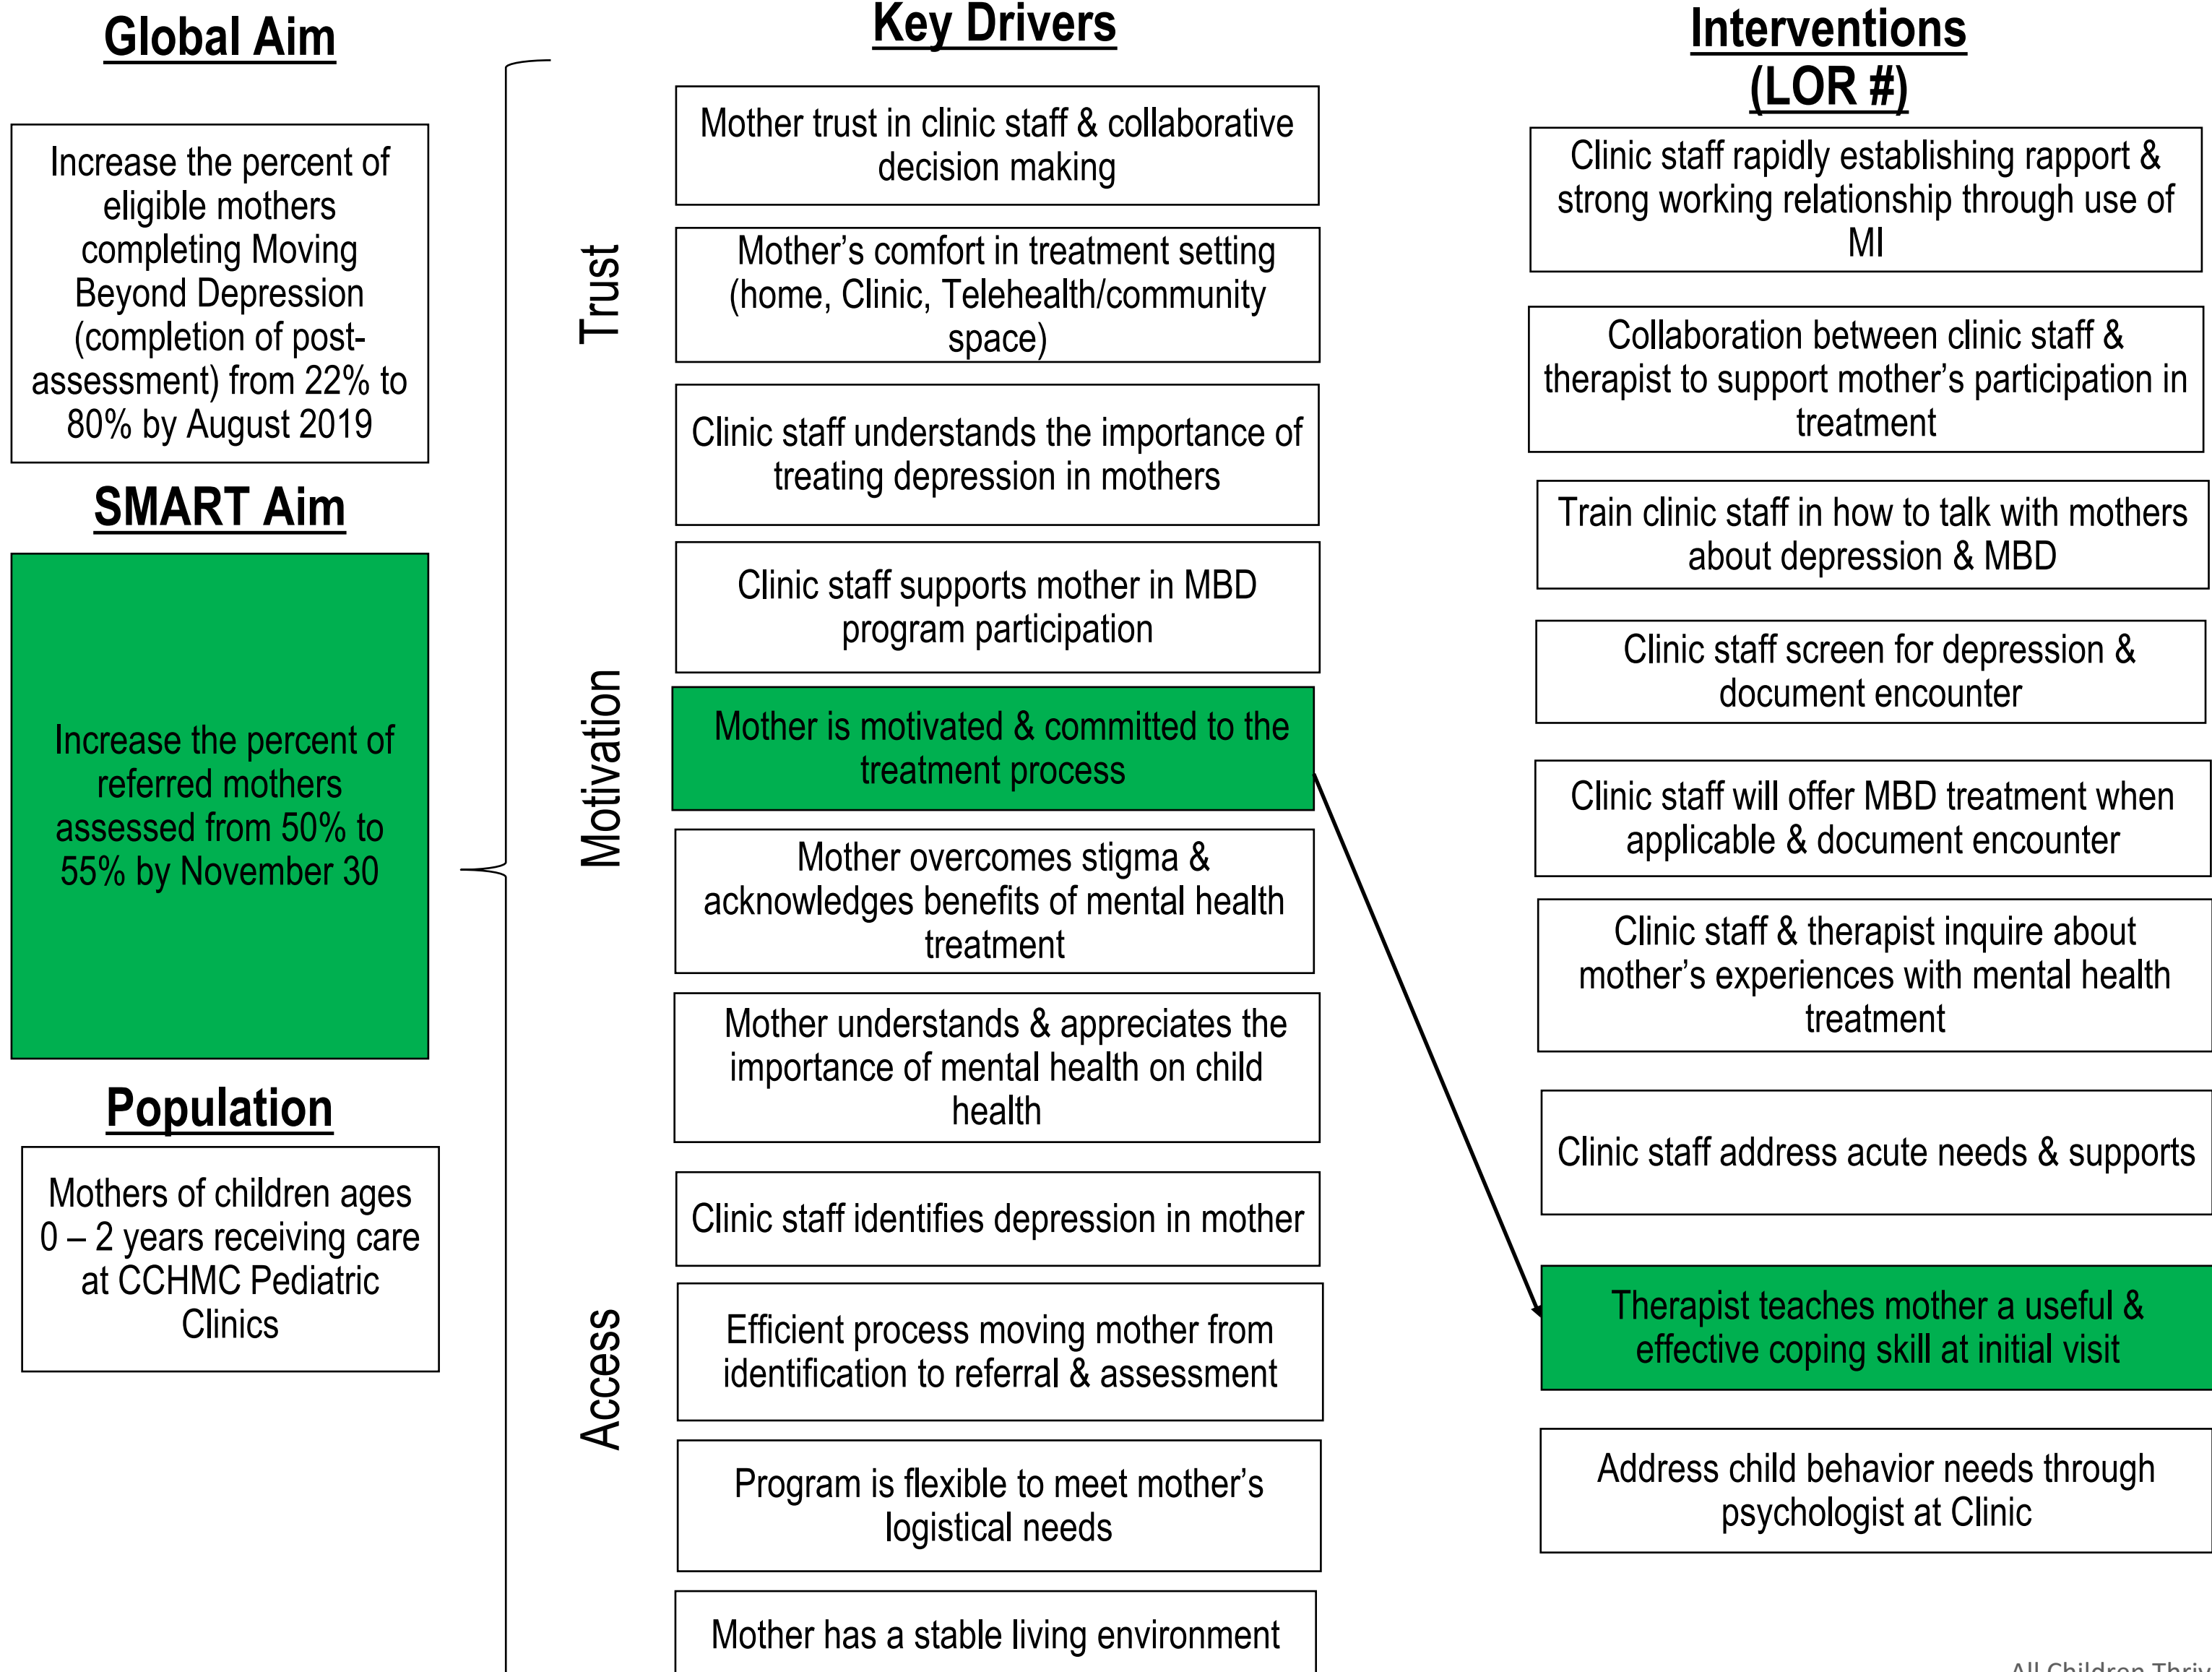 Global Aim
Increase the percent of
eligible mothers
completing Moving
Beyond Depression
(completion of post-
assessment) from 22% to
80% by August 2019
SMART Aim
Increase the percent of
referred mothers
assessed from 50% to
55% by November 30
Population
Mothers of children ages
0 – 2 years receiving care
at CCHMC Pediatric
Clinics
Key Drivers
Trust
Mother trust in clinic staff & collaborative
decision making
Mother’s comfort in treatment setting
(home, Clinic, Telehealth/community
space)
Clinic staff understands the importance of
treating depression in mothers
Motivation
Clinic staff supports mother in MBD
program participation
Mother is motivated & committed to the
treatment process
Mother overcomes stigma &
acknowledges benefits of mental health
treatment
Mother understands & appreciates the
importance of mental health on child
health
Access
Clinic staff identifies depression in mother
Efficient process moving mother from
identification to referral & assessment
Program is flexible to meet mother’s
logistical needs
Mother has a stable living environment
Interventions
(LOR #)
Clinic staff rapidly establishing rapport &
strong working relationship through use of
MI
Collaboration between clinic staff &
therapist to support mother’s participation in
treatment
Train clinic staff in how to talk with mothers
about depression & MBD
Clinic staff screen for depression &
document encounter
Clinic staff will offer MBD treatment when
applicable & document encounter
Clinic staff & therapist inquire about
mother’s experiences with mental health
treatment
Clinic staff address acute needs & supports
Therapist teaches mother a useful &
effective coping skill at initial visit
Address child behavior needs through
psychologist at Clinic
All Children Thriv